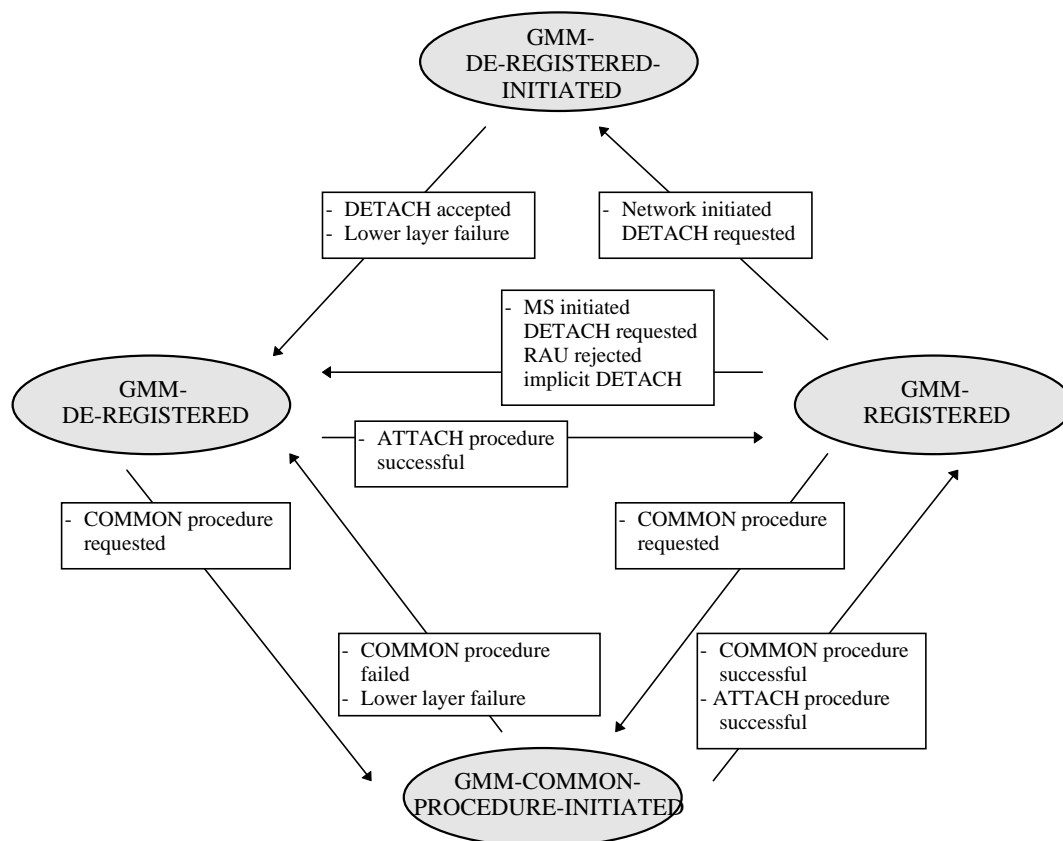 GMM-
DE-REGISTERED-
INITIATED
- DETACH accepted
- Lower layer failure
- Network initiated
DETACH requested
- MS initiated
DETACH requested
RAU rejected
implicit DETACH
GMM-
DE-REGISTERED
GMM-
REGISTERED
- ATTACH procedure
successful
- COMMON procedure
requested
- COMMON procedure
requested
- COMMON procedure
failed
- Lower layer failure
- COMMON procedure
successful
- ATTACH procedure
successful
GMM-COMMON-
PROCEDURE-INITIATED